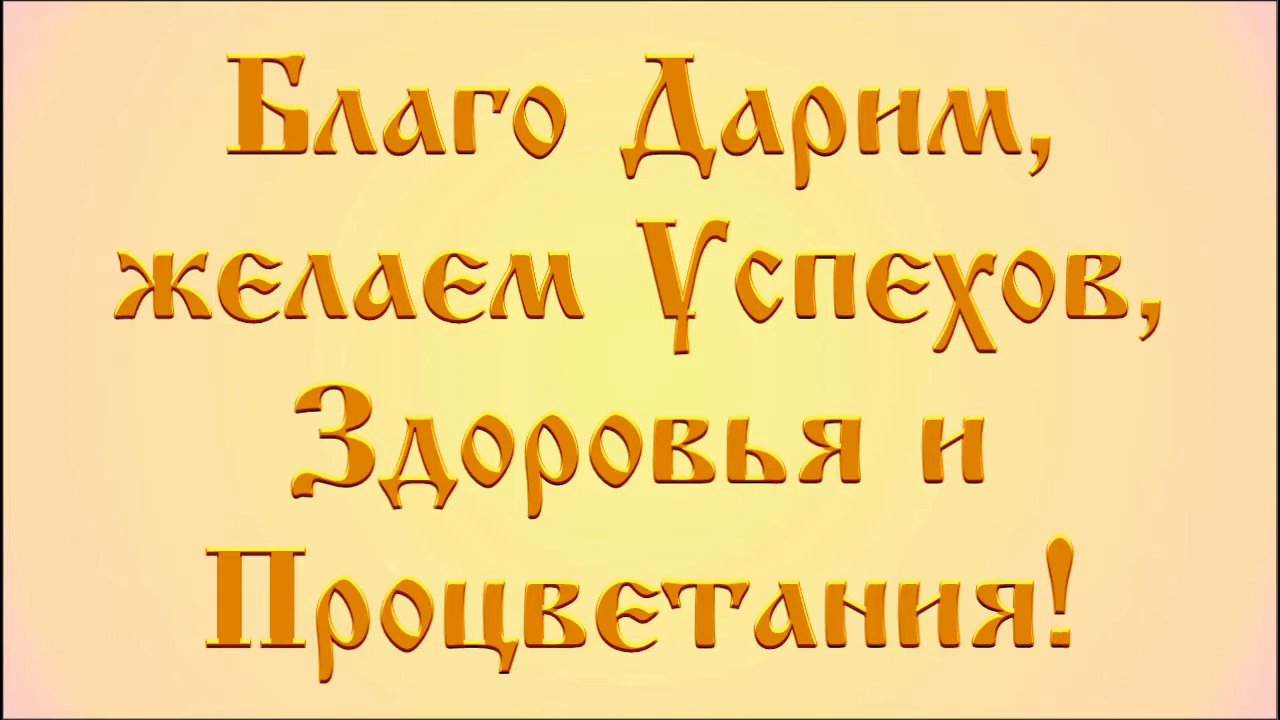 Благо Дарим,
желаем Успехов,
Здоровья и
Процветания!